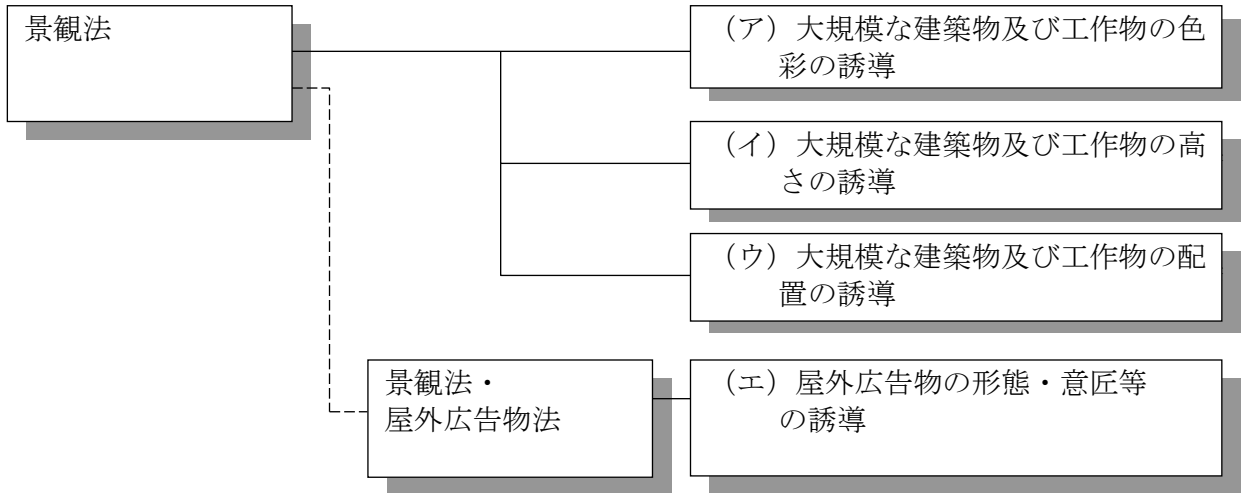 景観法
（ア）大規模な建築物及び工作物の色
彩の誘導
（イ）大規模な建築物及び工作物の高
さの誘導
（ウ）大規模な建築物及び工作物の配
置の誘導
景観法・
屋外広告物法
（エ）屋外広告物の形態・意匠等
の誘導